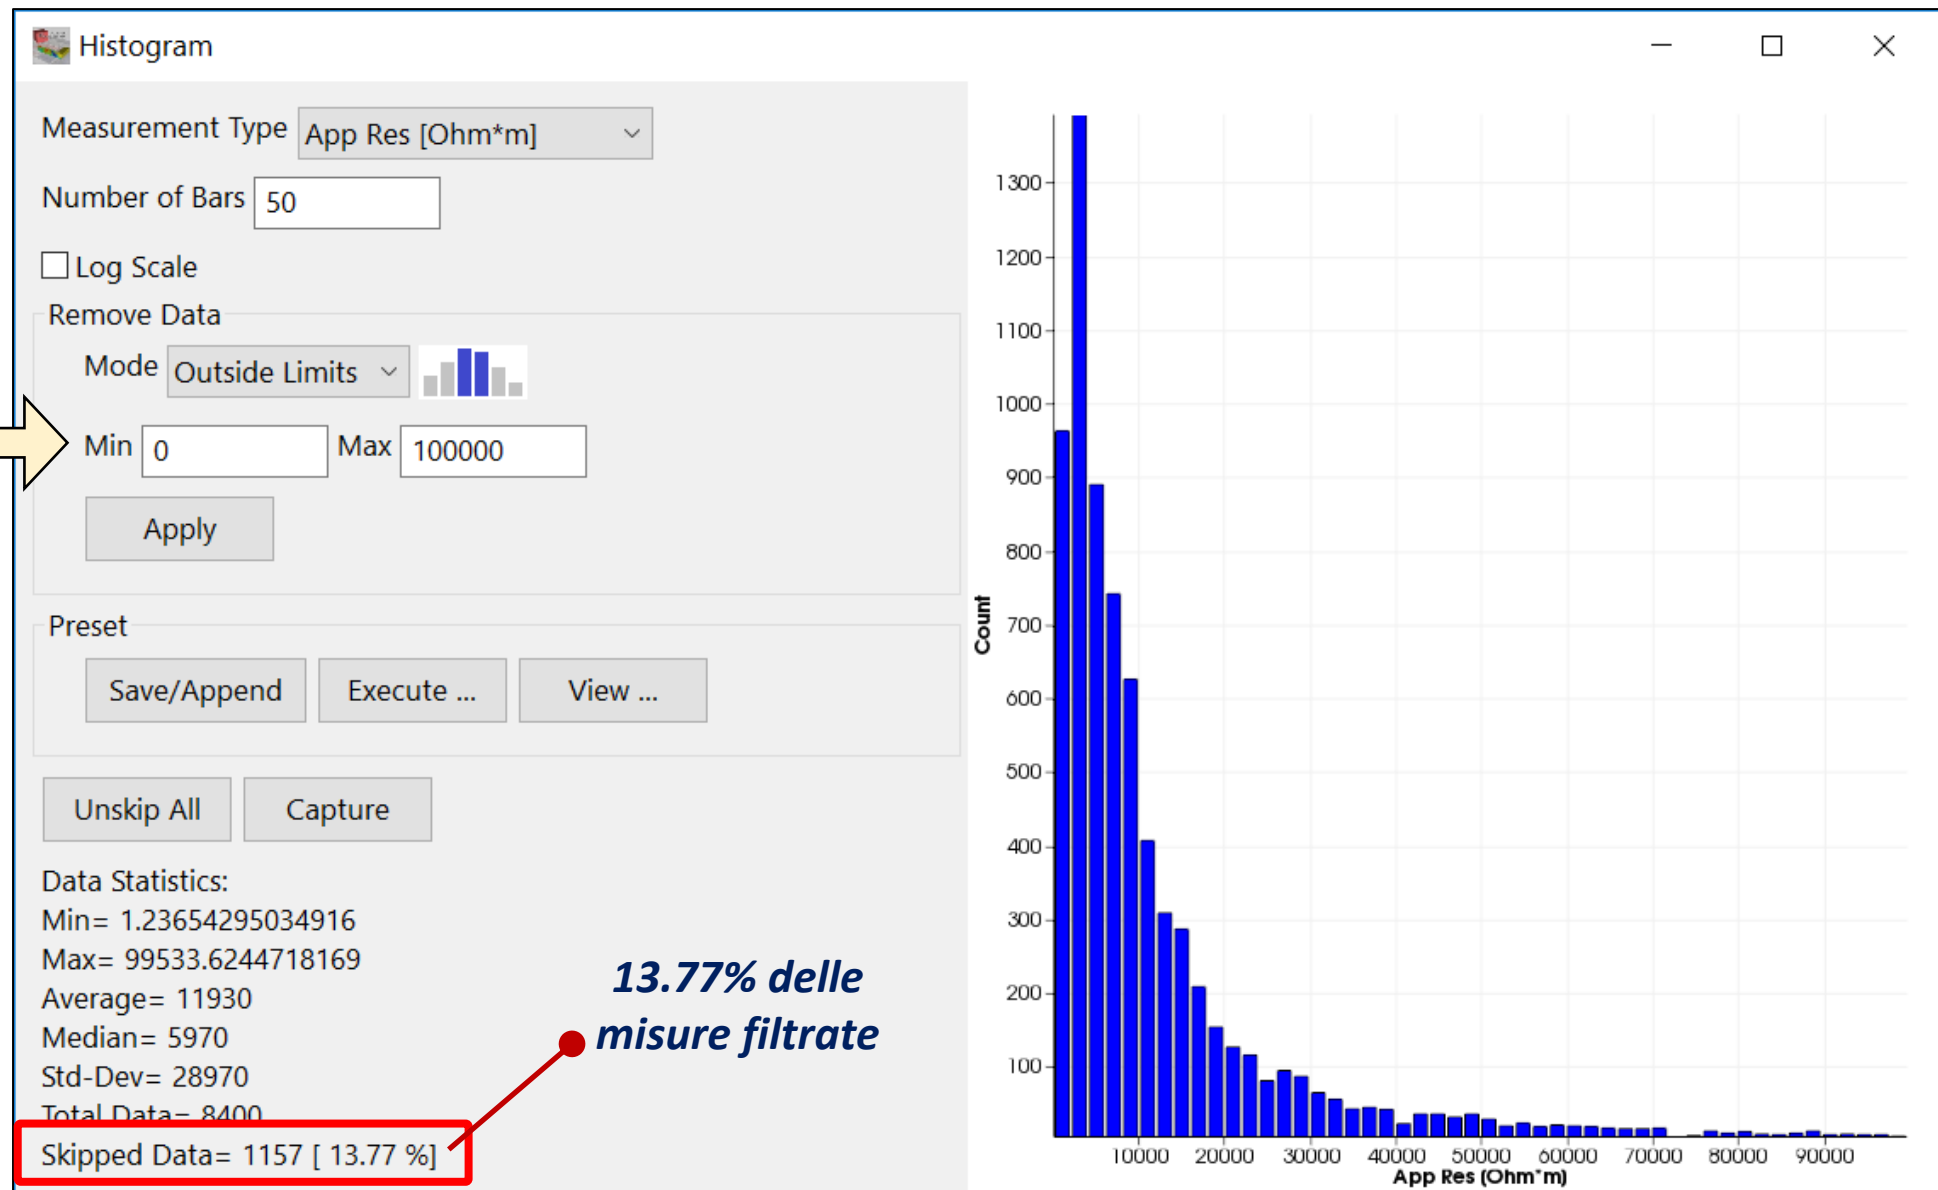 Histogram
Measurement Type App Res [Ohm*m]
Number of Bars 50
Log Scale
Remove Data
Mode Outside Limits
Min 0 Max 100000
Apply
Preset
Save/Append Execute ... View ...
Unskip All Capture
Data Statistics:
Min= 1.23654295034916
Max= 99533.6244718169
Average= 11930
Median= 5970
Std-Dev= 28970
Total Data= 8400
Skipped Data= 1157 [ 13.77 %]
13.77% delle
misure filtrate
1300
1200
1100
1000
900
800
700
600
500
400
300
200
100
Count
10000 20000 30000 40000 50000 60000 70000 80000 90000
App Res (Ohm*m)